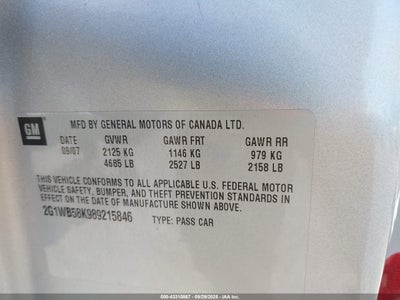 GM
MFD BY GENERAL MOTORS OF CANADA LTD.
DATE GVWR GAWR FRT GAWR RR
09/07 2125 KG 1146 KG 979 KG
4685 LB 2527 LB 2158 LB
THIS VEHICLE CONFORMS TO ALL APPLICABLE U.S. FEDERAL MOTOR
VEHICLE SAFETY, BUMPER, AND THEFT PREVENTION STANDARDS IN
EFFECT ON THE DATE OF MANUFACTURE SHOWN ABOVE.
2G1WB58K989215846 TYPE: PASS CAR
000-43310867 - 09/29/2025 - IAAI.COM